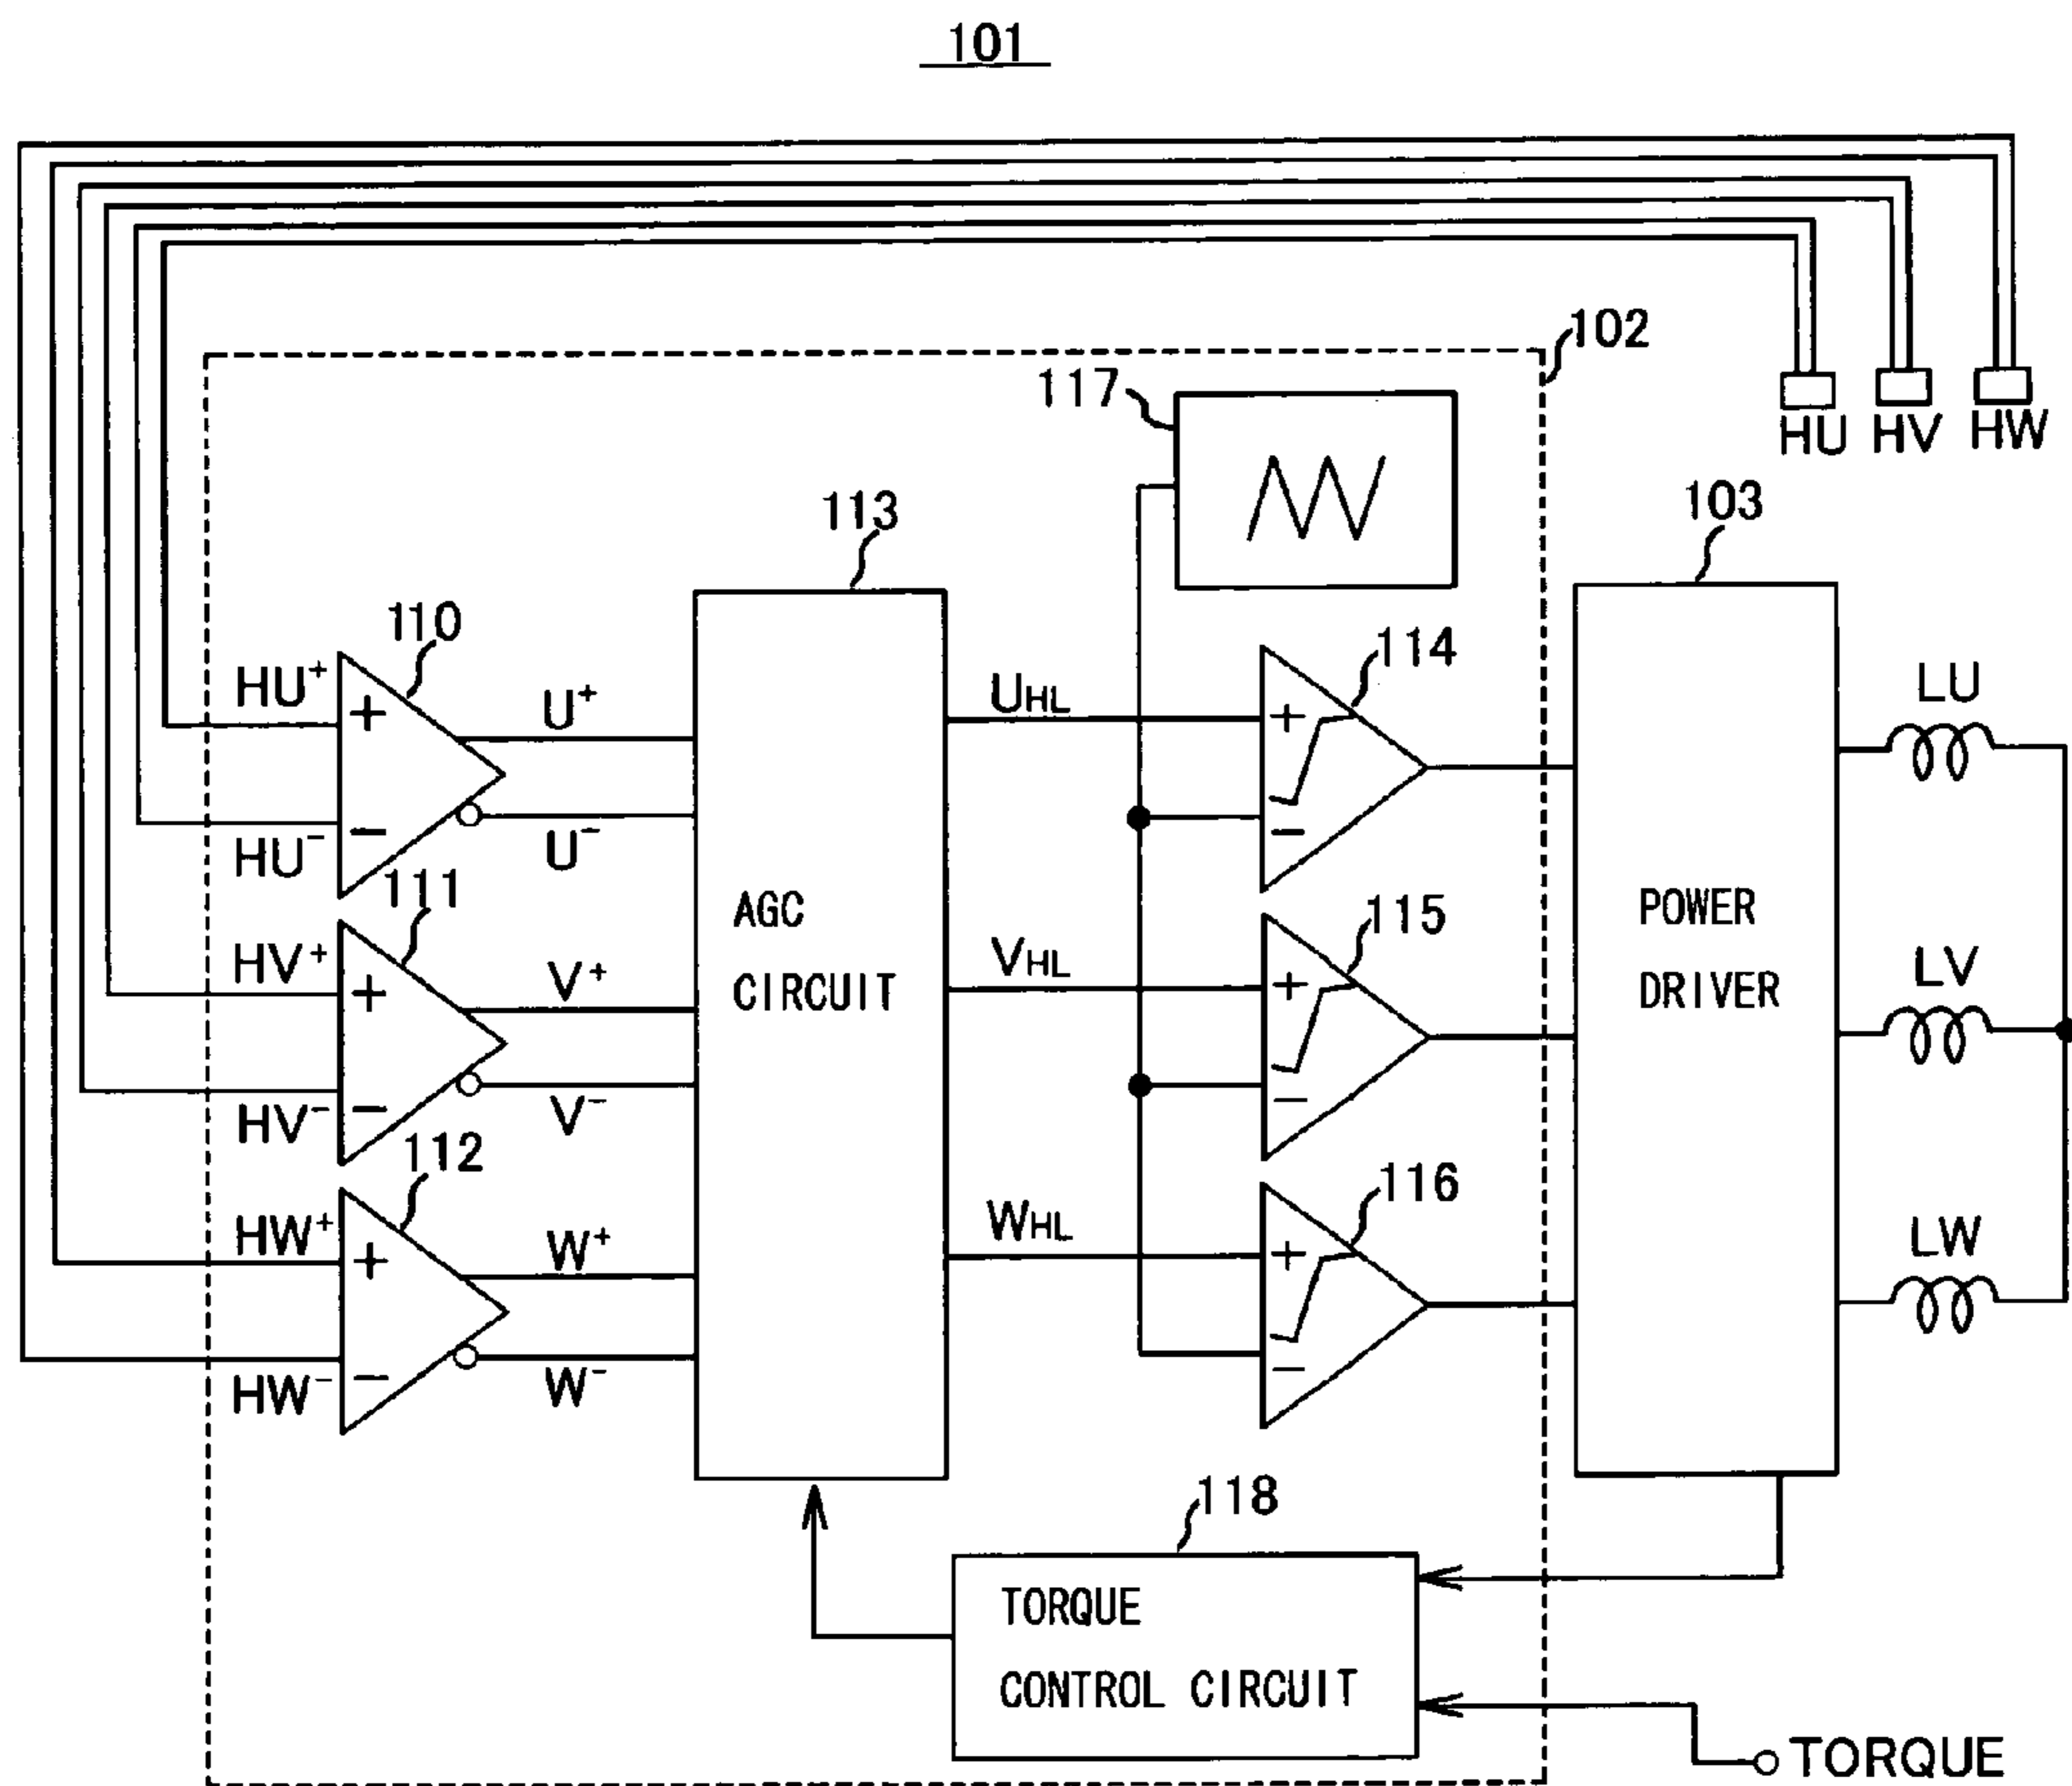 101
102
117
HU HV HW
113
103
110
HU⁺
+
U⁺
−
HU⁻
U⁻
111
HV⁺
+
V⁺
−
HV⁻
V⁻
112
HW⁺
+
W⁺
−
HW⁻
W⁻
AGC
CIRCUIT
UHL
VHL
WHL
114
+
−
115
+
−
116
+
−
POWER
DRIVER
LU
LV
LW
118
TORQUE
CONTROL CIRCUIT
TORQUE